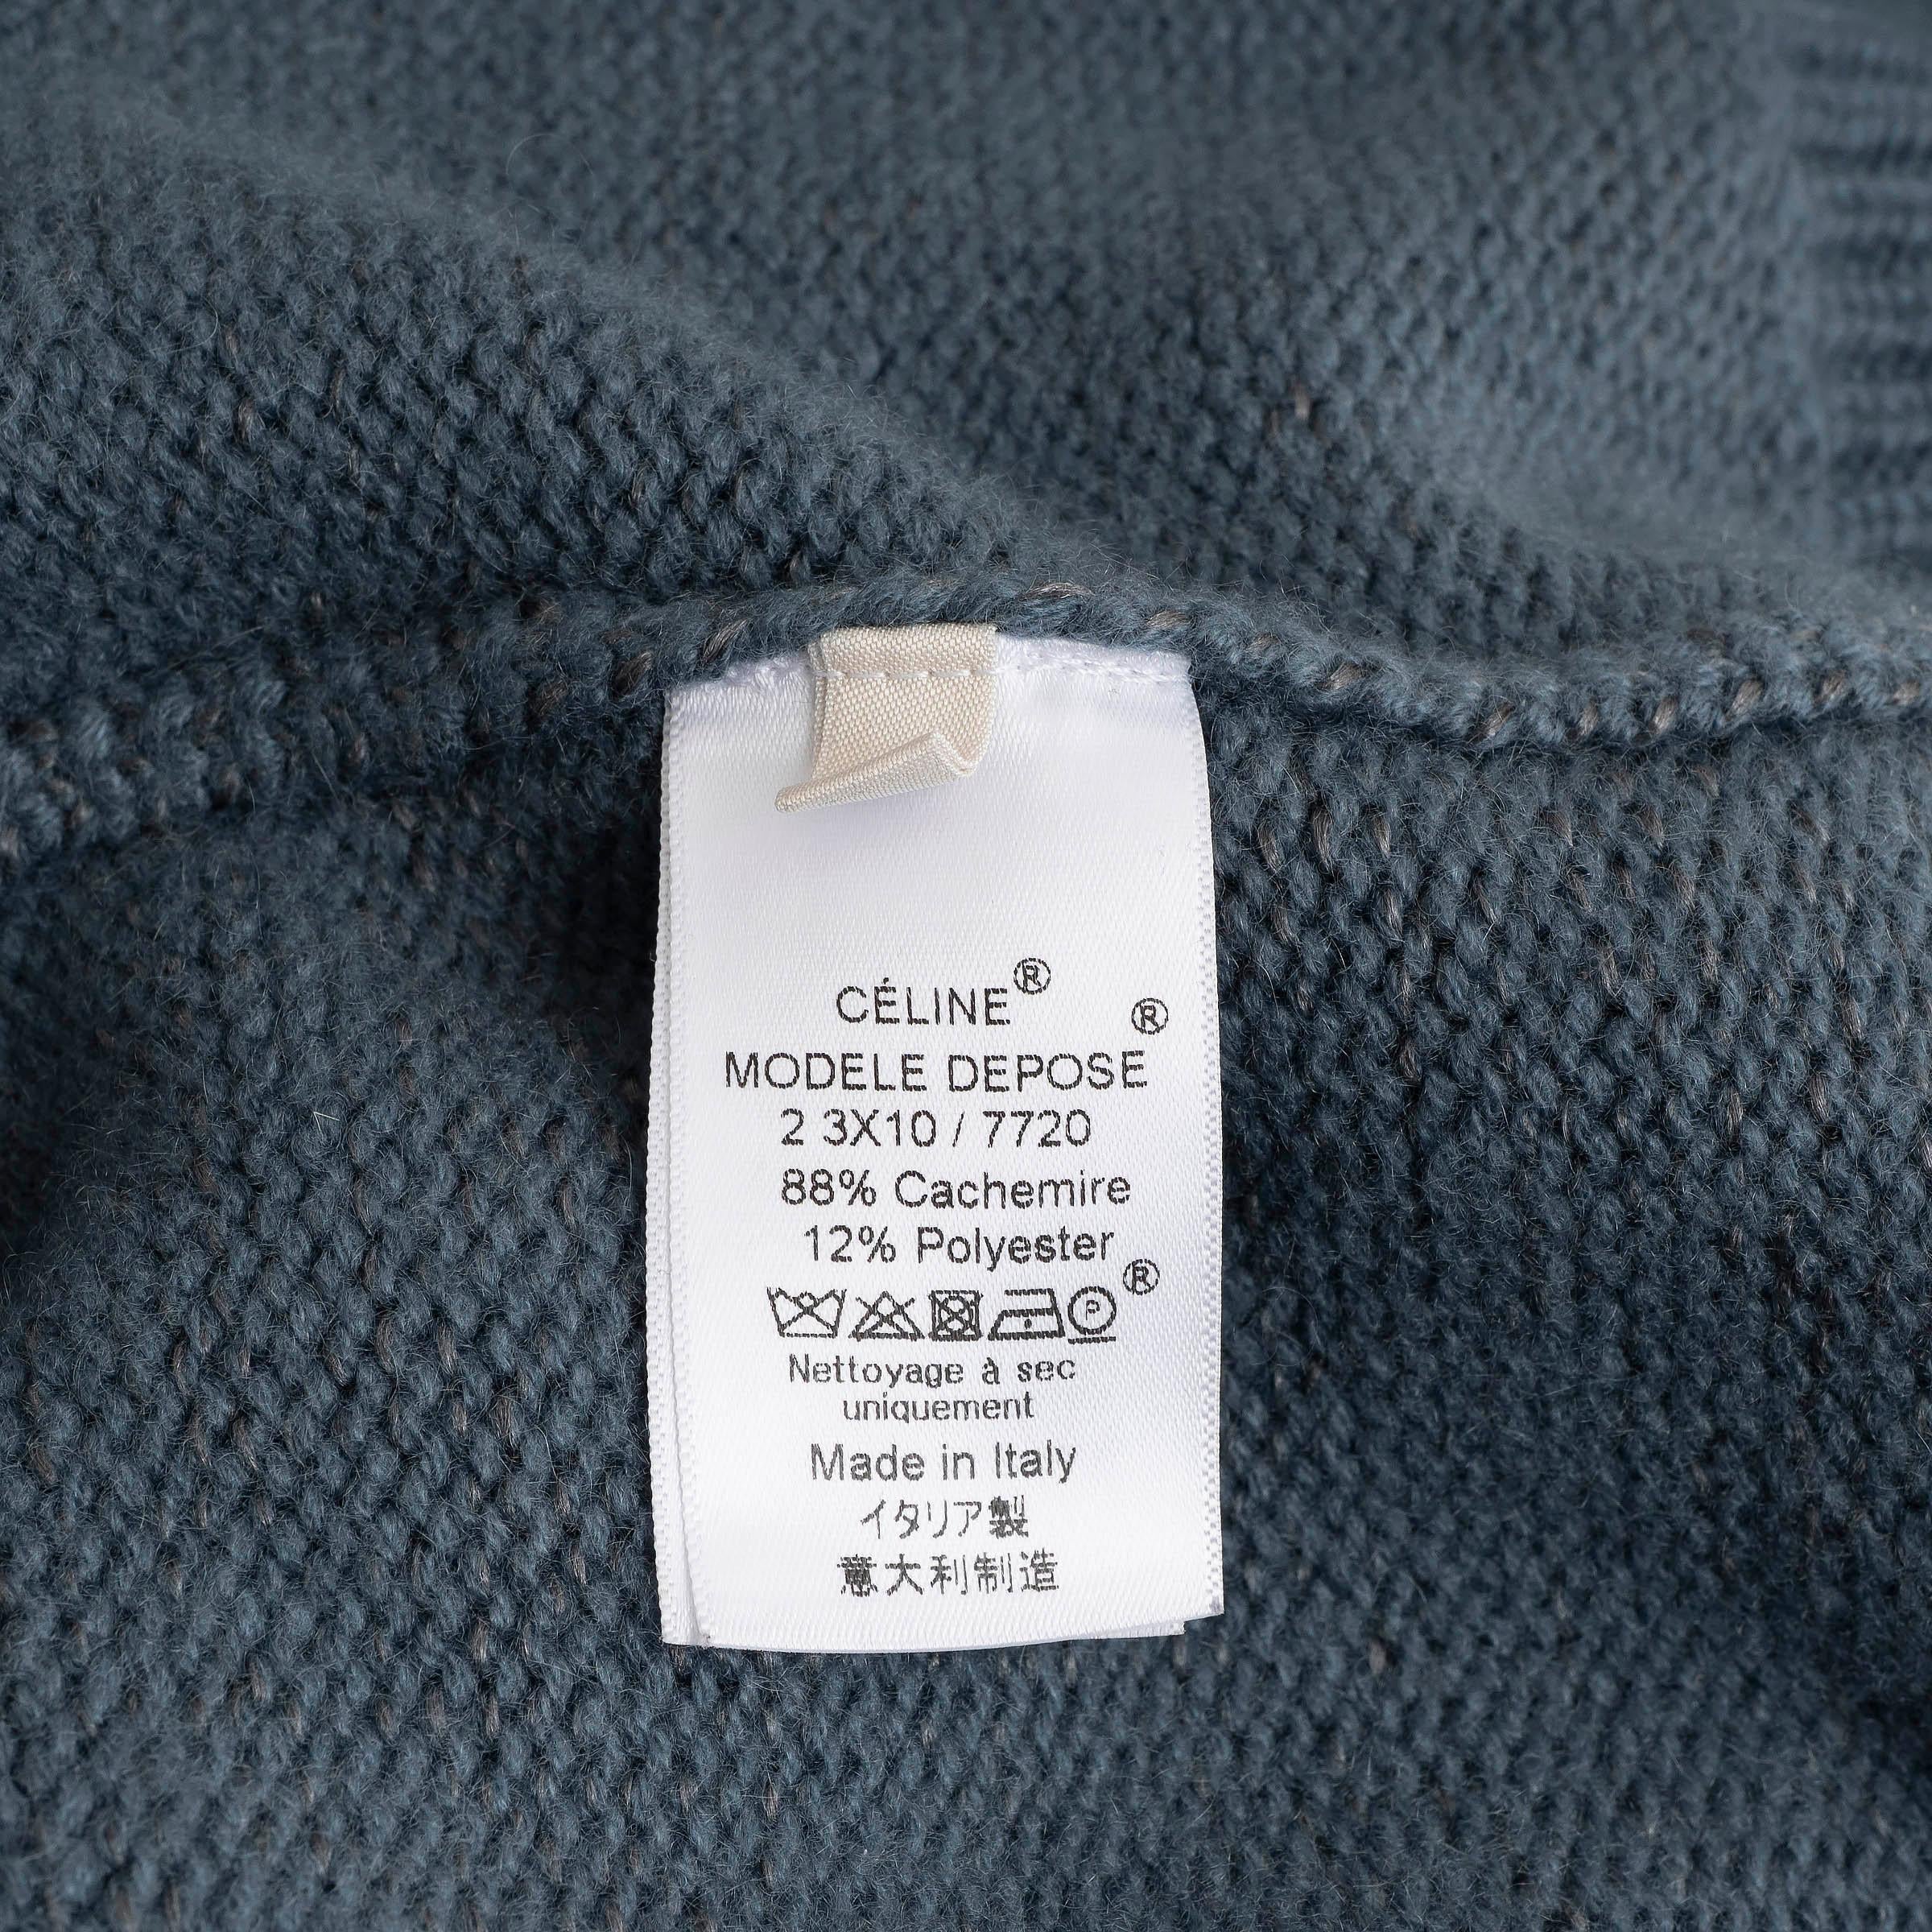 CÉLINE®
MODELE DEPOSE®
2 3X10 / 7720
88% Cachemire
12% Polyester
P ®
Nettoyage à sec
uniquement
Made in Italy
イタリア製
意大利制造